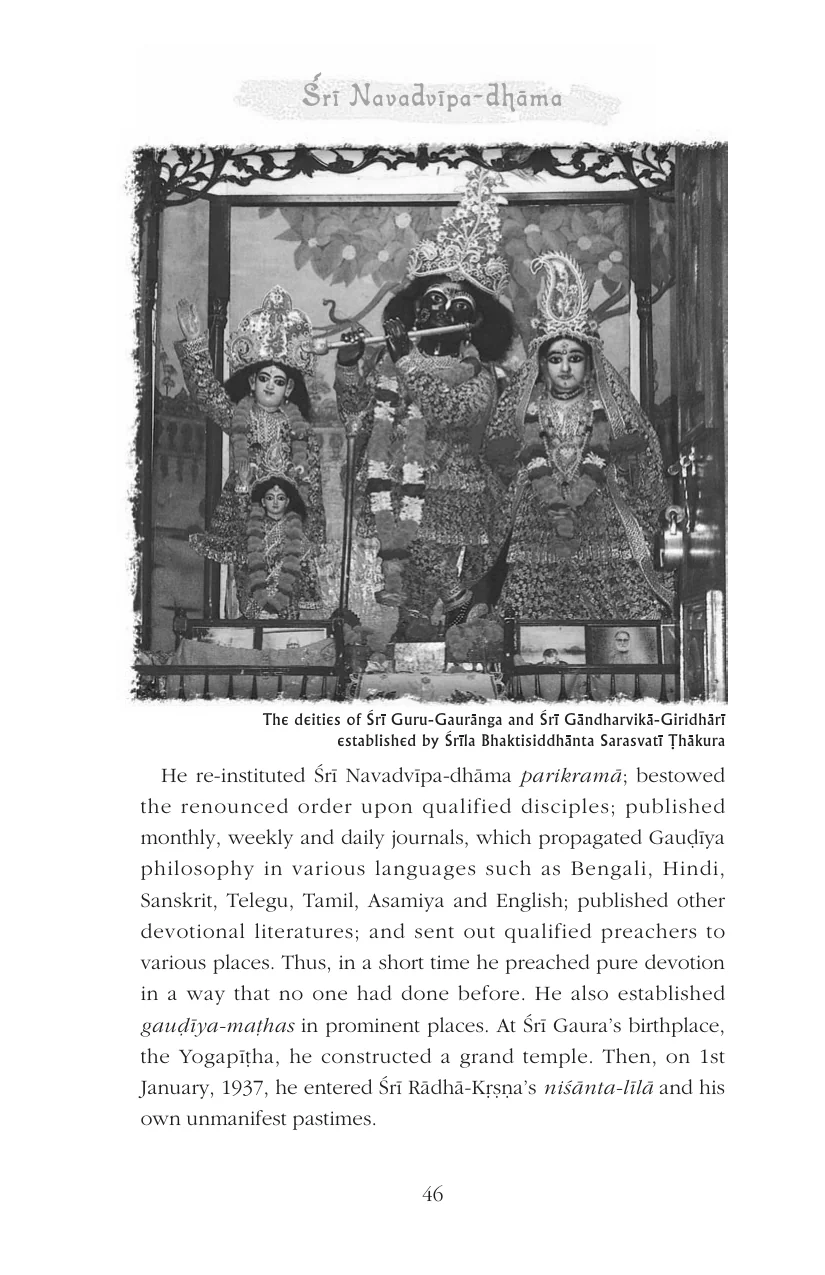 Śrī Navadvīpa-dhāma
The deities of Śrī Guru-Gaurānga and Śrī Gāndharvikā-Giridhārī
established by Śrīla Bhaktisiddhānta Sarasvatī Ṭhākura
He re-instituted Śrī Navadvīpa-dhāma parikramā; bestowed
the renounced order upon qualified disciples; published
monthly, weekly and daily journals, which propagated Gauḍīya
philosophy in various languages such as Bengali, Hindi,
Sanskrit, Telegu, Tamil, Asamiya and English; published other
devotional literatures; and sent out qualified preachers to
various places. Thus, in a short time he preached pure devotion
in a way that no one had done before. He also established
gauḍīya-maṭhas in prominent places. At Śrī Gaura’s birthplace,
the Yogapīṭha, he constructed a grand temple. Then, on 1st
January, 1937, he entered Śrī Rādhā-Kṛṣṇa’s niśānta-līlā and his
own unmanifest pastimes.
46